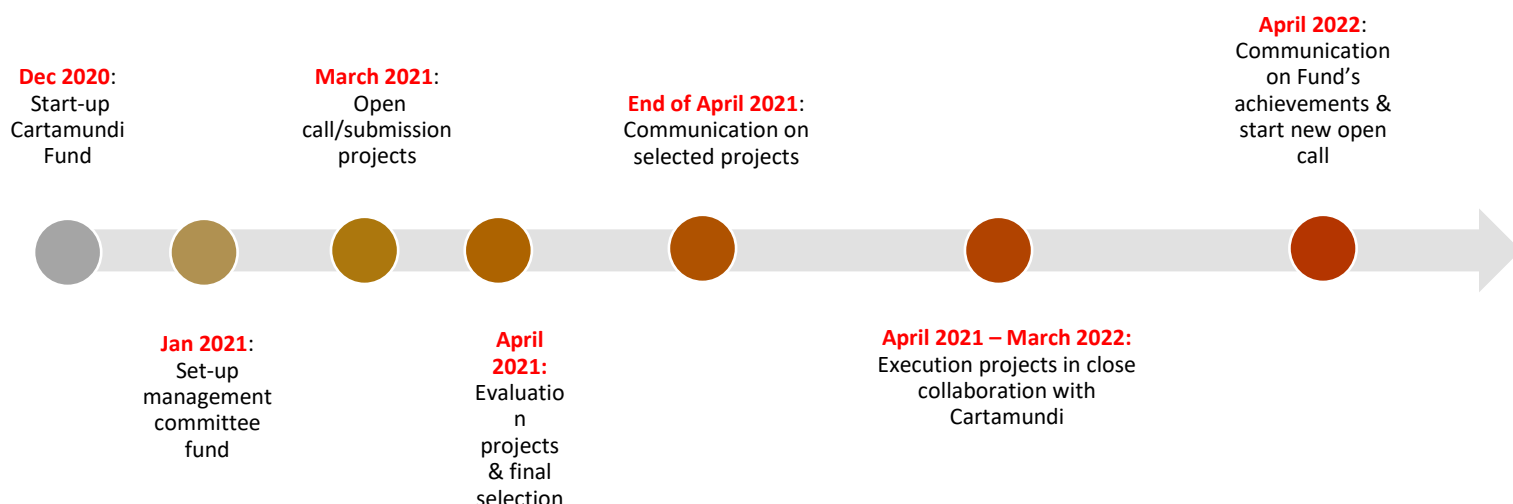 Dec 2020:
Start-up
Cartamundi
Fund
Jan 2021:
Set-up
management
committee
fund
March 2021:
Open
call/submission
projects
April
2021:
Evaluatio
n
projects
& final
selection
End of April 2021:
Communication on
selected projects
April 2021 – March 2022:
Execution projects in close
collaboration with
Cartamundi
April 2022:
Communication
on Fund's
achievements &
start new open
call